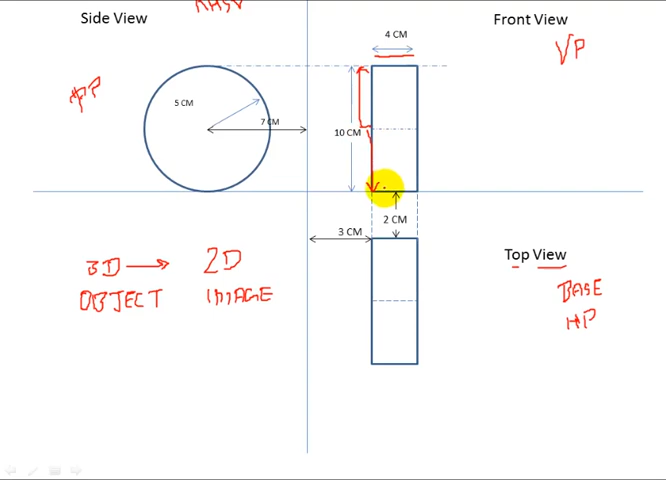 Side View
Front View
4 CM
VP
5 CM
7 CM
10 CM
2 CM
3 CM
3D → 2D
OBJECT IMAGE
Top View
BASE
HP